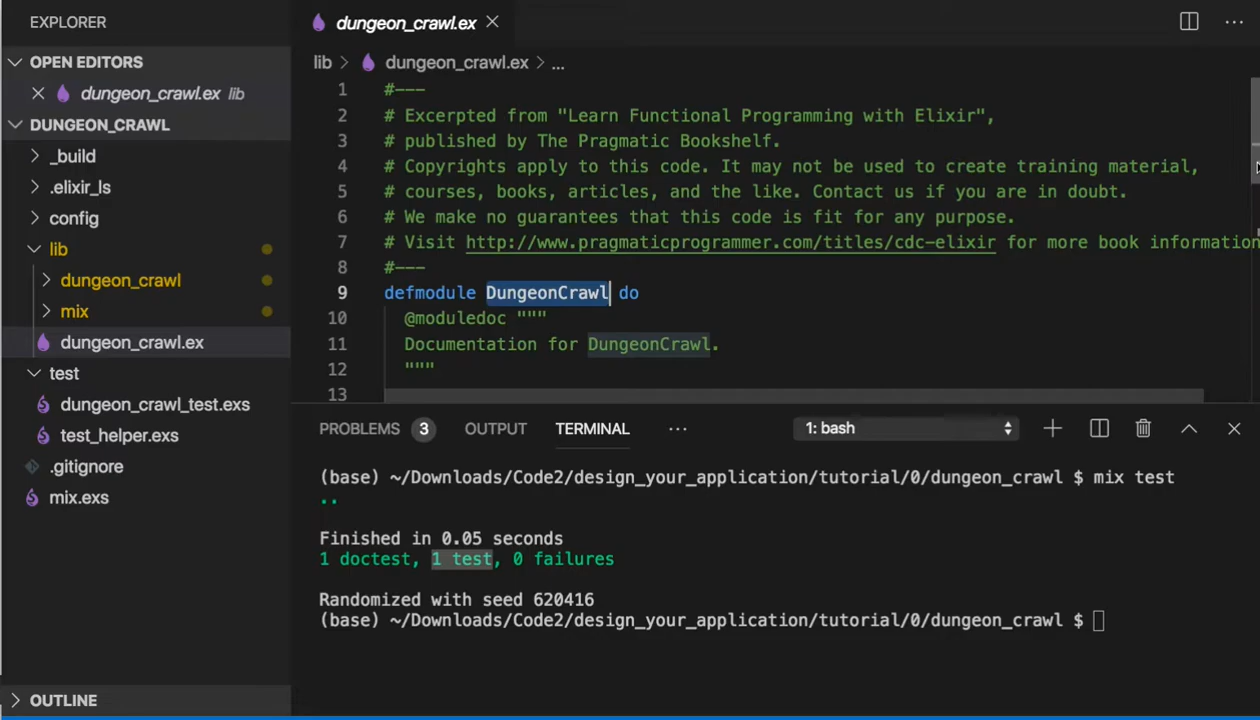 EXPLORER
OPEN EDITORS
dungeon_crawl.ex lib
DUNGEON_CRAWL
_build
.elixir_ls
config
lib
dungeon_crawl
mix
dungeon_crawl.ex
test
dungeon_crawl_test.exs
test_helper.exs
.gitignore
mix.exs
OUTLINE
dungeon_crawl.ex
lib > dungeon_crawl.ex > ...
1 #---
2 # Excerpted from "Learn Functional Programming with Elixir",
3 # published by The Pragmatic Bookshelf.
4 # Copyrights apply to this code. It may not be used to create training material,
5 # courses, books, articles, and the like. Contact us if you are in doubt.
6 # We make no guarantees that this code is fit for any purpose.
7 # Visit http://www.pragmaticprogrammer.com/titles/cdc-elixir for more book information
8 #---
9 defmodule DungeonCrawl do
10 @moduledoc """
11 Documentation for DungeonCrawl.
12 """
13
PROBLEMS 3 OUTPUT TERMINAL ... 1: bash
(base) ~/Downloads/Code2/design_your_application/tutorial/0/dungeon_crawl $ mix test
..
Finished in 0.05 seconds
1 doctest, 1 test, 0 failures
Randomized with seed 620416
(base) ~/Downloads/Code2/design_your_application/tutorial/0/dungeon_crawl $